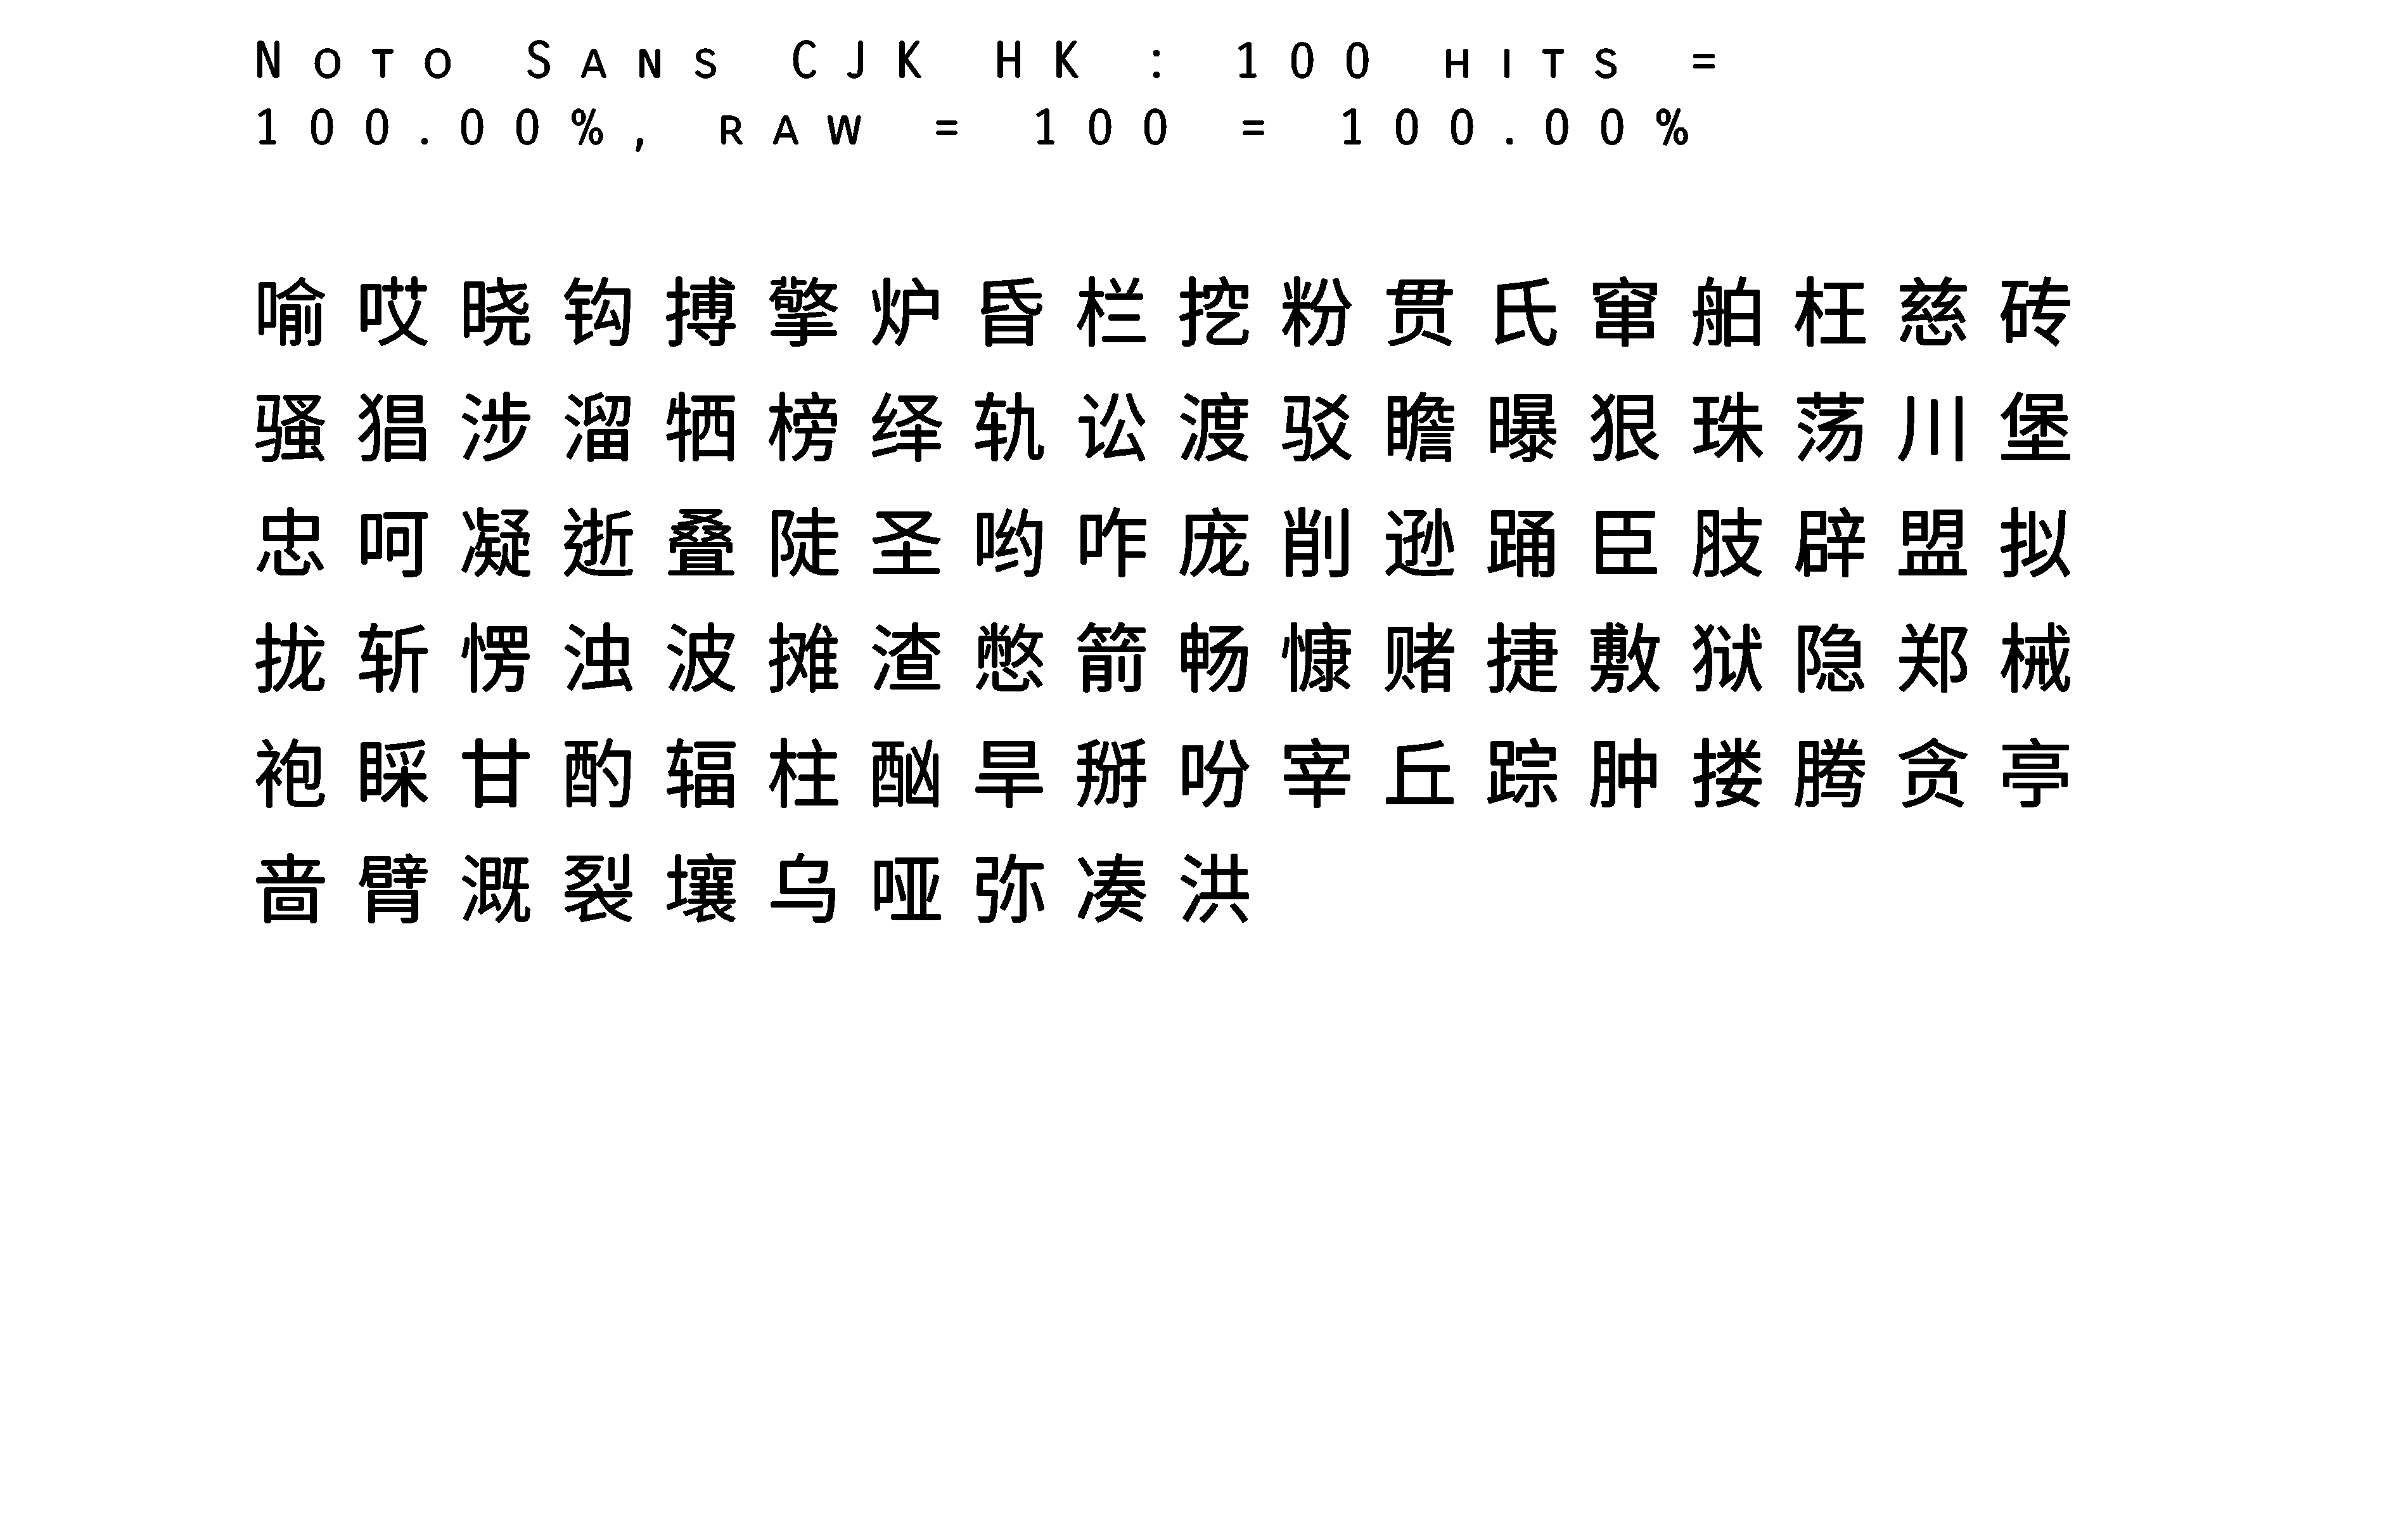 Noto Sans CJK HK : 100 hits =
100.00%, raw = 100 = 100.00%
喻哎晓钩搏擎炉昏栏挖粉贯氏窜舶枉慈砖
骚猖涉溜牺榜绎轨讼渡驳瞻曝狠珠荡川堡
忠呵凝逝叠陡圣哟咋庞削逊踊臣肢辟盟拟
拢斩愕浊波摊渣憋箭畅慷赌捷敷狱隐郑械
袍睬甘酌辐柱酗旱掰吩宰丘踪肿搂腾贪亭
啬臂溉裂壤乌哑弥凑洪